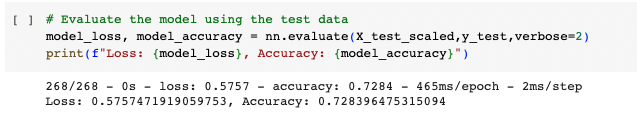 [ ] # Evaluate the model using the test data
model_loss, model_accuracy = nn.evaluate(X_test_scaled,y_test,verbose=2)
print(f"Loss: {model_loss}, Accuracy: {model_accuracy}")
268/268 - 0s - loss: 0.5757 - accuracy: 0.7284 - 465ms/epoch - 2ms/step
Loss: 0.5757471919059753, Accuracy: 0.728396475315094